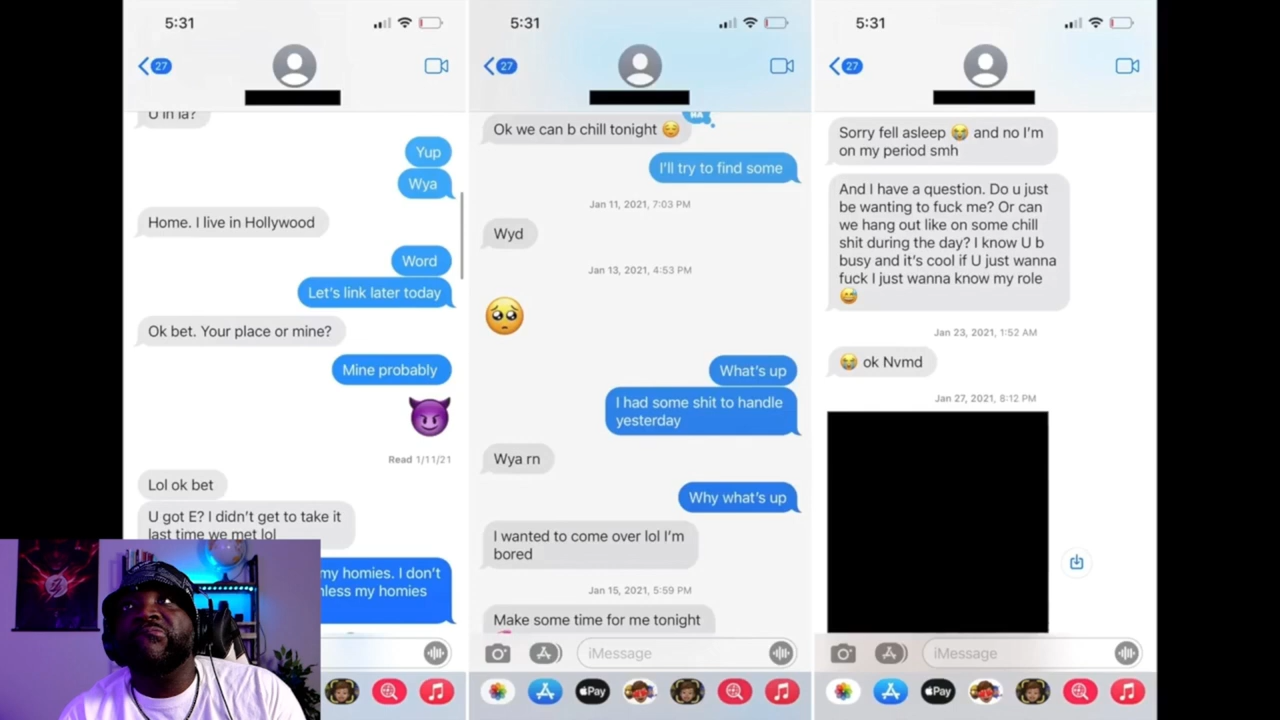 5:31
27
U in la?
Yup
Wya
Home. I live in Hollywood
Word
Let's link later today
Ok bet. Your place or mine?
Mine probably
Read 1/11/21
Lol ok bet
U got E? I didn't get to take it
last time we met lol
my homies. I don't
my homies
5:31
27
HA
Ok we can b chill tonight ☺️
I'll try to find some
Jan 11, 2021, 7:03 PM
Wyd
Jan 13, 2021, 4:53 PM
🥺
What's up
I had some shit to handle
yesterday
Wya rn
Why what's up
I wanted to come over lol I'm
bored
Jan 15, 2021, 5:59 PM
Make some time for me tonight
iMessage
Pay
5:31
27
Sorry fell asleep 😭 and no I'm
on my period smh
And I have a question. Do u just
be wanting to fuck me? Or can
we hang out like on some chill
shit during the day? I know U b
busy and it's cool if U just wanna
fuck I just wanna know my role
😅
Jan 23, 2021, 1:52 AM
😭 ok Nvmd
Jan 27, 2021, 8:12 PM
iMessage
Pay